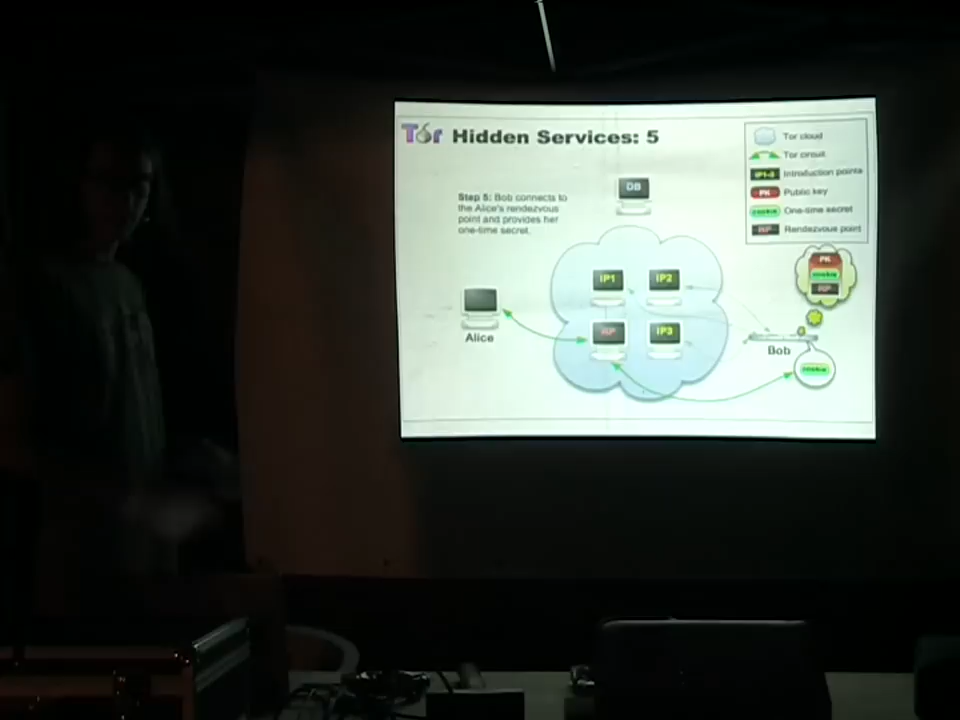 Tor Hidden Services: 5
Tor cloud
Tor circuit
IP1-3 Introduction points
PK Public key
cookie One-time secret
RP Rendezvous point
DB
Step 5: Bob connects to
the Alice's rendezvous
point and provides her
one-time secret.
PK
cookie
RP
IP1
IP2
RP
IP3
Alice
Bob
cookie